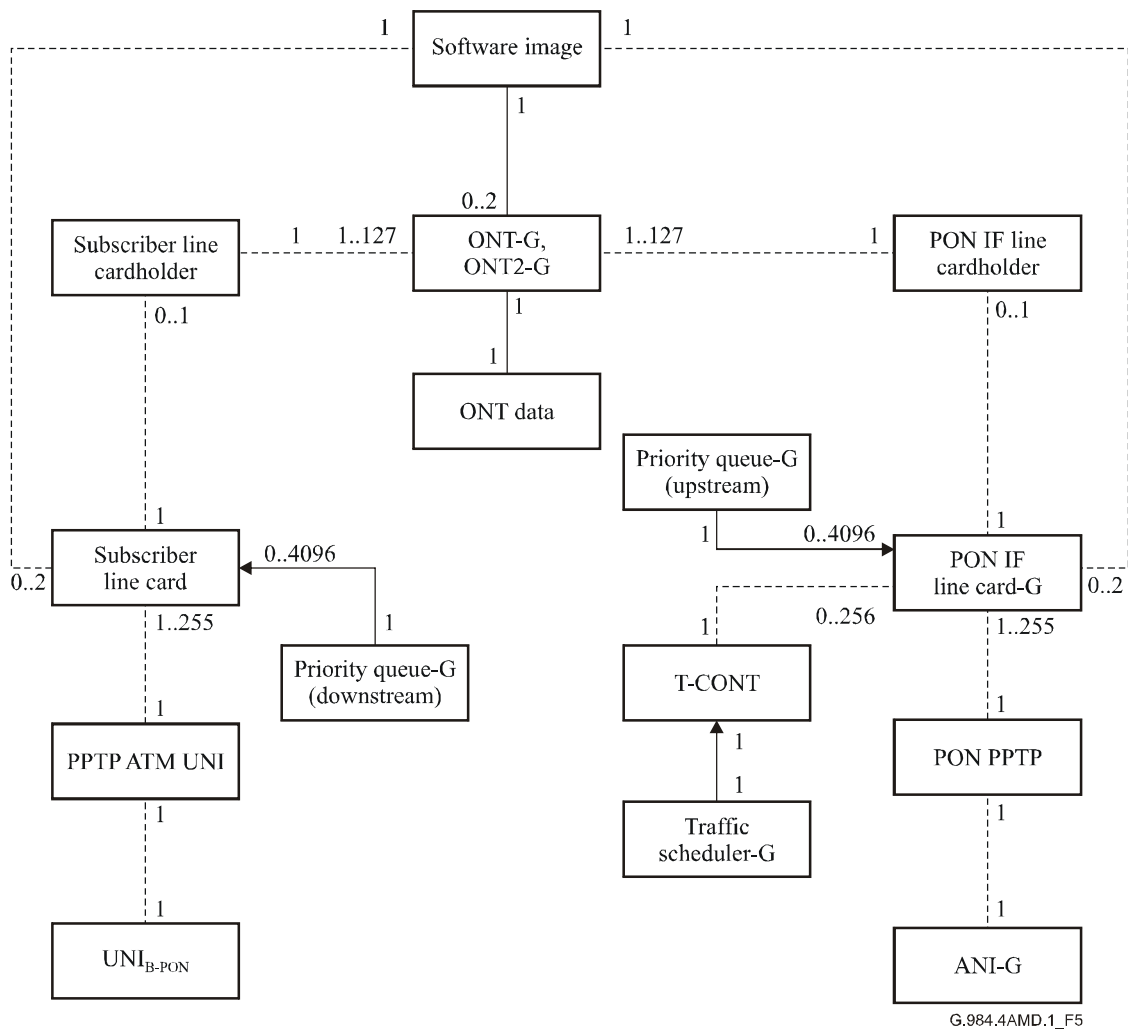 1
Software image
1
1
0..2
Subscriber line
cardholder
1
1..127
ONT-G,
ONT2-G
1..127
1
PON IF line
cardholder
0..1
1
0..1
1
ONT data
Priority queue-G
(upstream)
1
0..4096
1
1
Subscriber
line card
0..4096
PON IF
line card-G
0..2
0..2
1..255
1
1
0..256
1..255
Priority queue-G
(downstream)
T-CONT
1
1
PPTP ATM UNI
1
PON PPTP
1
1
1
Traffic
scheduler-G
1
1
UNIB-PON
ANI-G
G.984.4AMD.1_F5